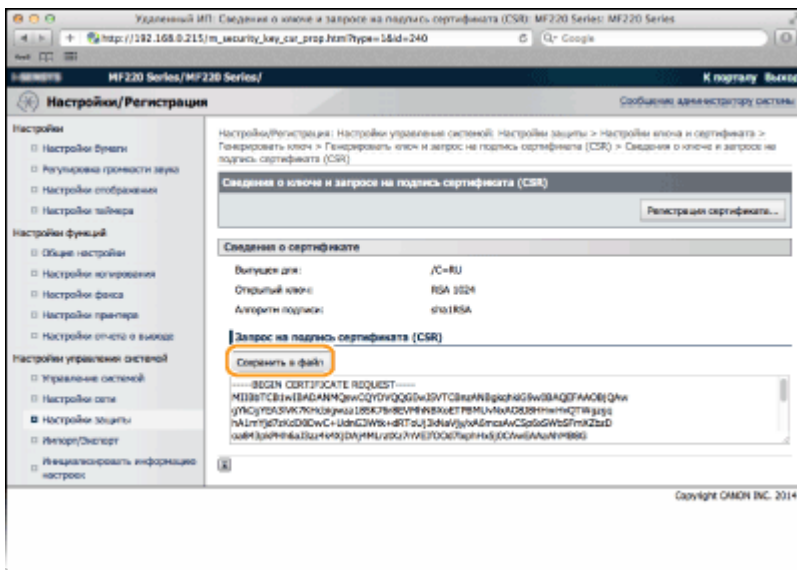 Удаленный ИП: Сведения о ключе и запросе на подпись сертификата (CSR): MF220 Series: MF220 Series
http://192.168.0.215/m_security_key_csr_prop.html?type=1&id=240
Google
MF220 Series/MF220 Series/
К порталу
Настройки/Регистрация
Сообщение администратору системы
Настройки
Настройки бумаги
Регулировка громкости звука
Настройки отображения
Настройки таймера
Настройки функций
Общие настройки
Настройки копирования
Настройки факса
Настройки принтера
Настройки отчета о выводе
Настройки управления системой
Управление системой
Настройки сети
Настройки защиты
Импорт/Экспорт
Инициализировать информацию
настроек
Настройки/Регистрация: Настройки управления системой: Настройки защиты > Настройки ключа и сертификата >
Генерировать ключ > Генерировать ключ и запрос на подпись сертификата (CSR) > Сведения о ключе и запросе на
подпись сертификата (CSR)
Сведения о ключе и запросе на подпись сертификата (CSR)
Регистрация сертификата...
Сведения о сертификате
Выпущен для: /C=RU
Открытый ключ: RSA 1024
Алгоритм подписи: sha1RSA
Запрос на подпись сертификата (CSR)
Сохранить в файл
-----BEGIN CERTIFICATE REQUEST-----
Copyright CANON INC. 2014